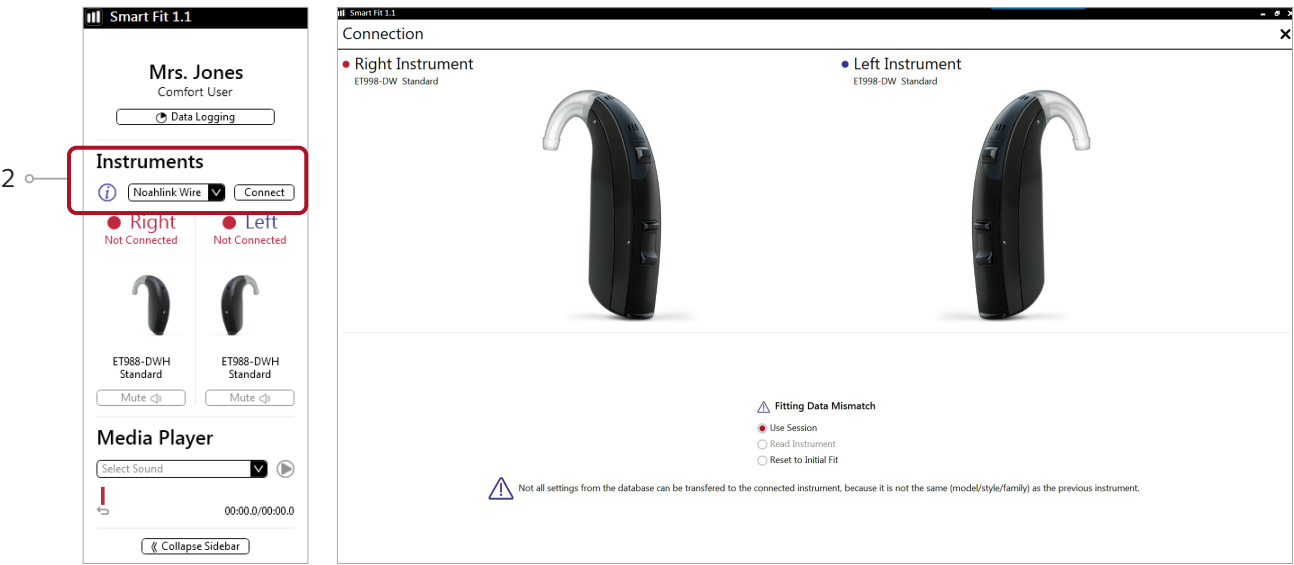 Smart Fit 1.1
Mrs. Jones
Comfort User
Data Logging
2
Instruments
i
Noahlink Wire
Connect
Right
Left
Not Connected
Not Connected
ET988-DWH
Standard
ET988-DWH
Standard
Mute
Mute
Media Player
Select Sound
00:00.0/00:00.0
Collapse Sidebar
Smart Fit 1.1
Connection
Right Instrument
ET998-DW Standard
Left Instrument
ET998-DW Standard
Fitting Data Mismatch
Use Session
Read Instrument
Reset to Initial Fit
Not all settings from the database can be transfered to the connected instrument, because it is not the same (model/style/family) as the previous instrument.